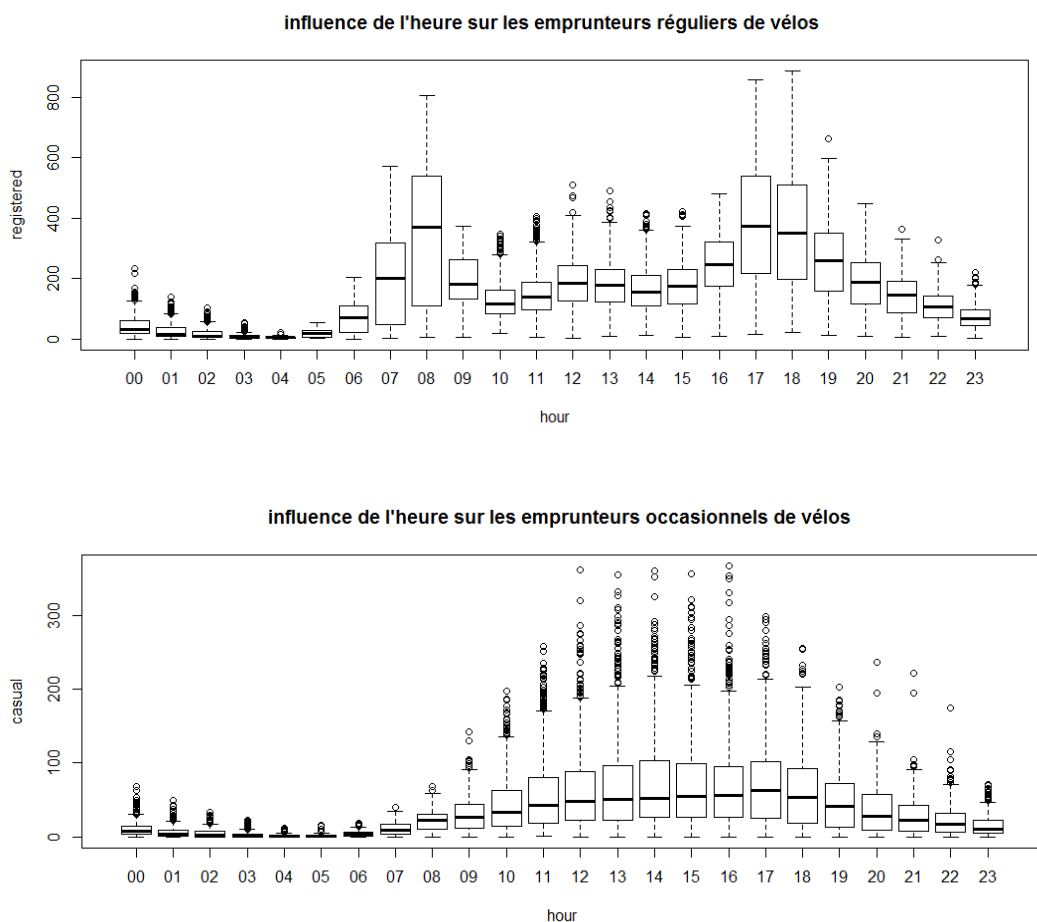 influence de l'heure sur les emprunteurs réguliers de vélos
registered
800
600
400
200
0
00 01 02 03 04 05 06 07 08 09 10 11 12 13 14 15 16 17 18 19 20 21 22 23
hour
influence de l'heure sur les emprunteurs occasionnels de vélos
casual
300
200
100
0
00 01 02 03 04 05 06 07 08 09 10 11 12 13 14 15 16 17 18 19 20 21 22 23
hour